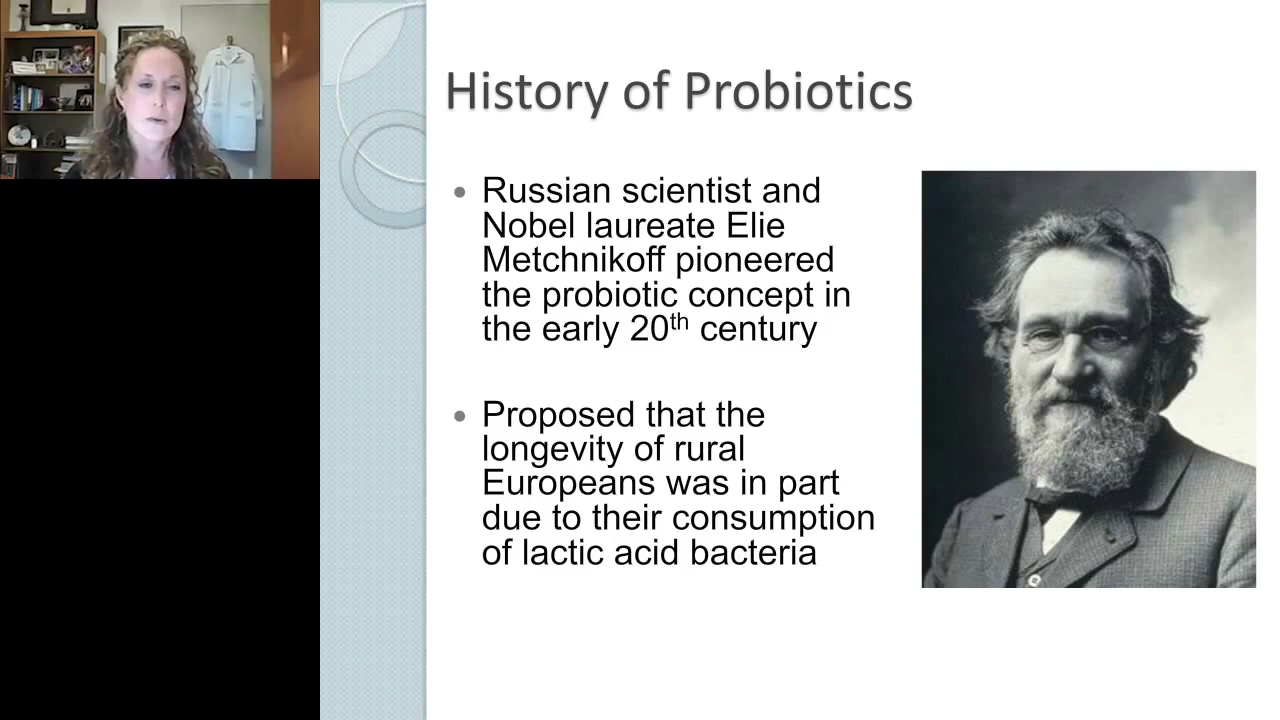 History of Probiotics
• Russian scientist and
Nobel laureate Elie
Metchnikoff pioneered
the probiotic concept in
the early 20th century
• Proposed that the
longevity of rural
Europeans was in part
due to their consumption
of lactic acid bacteria